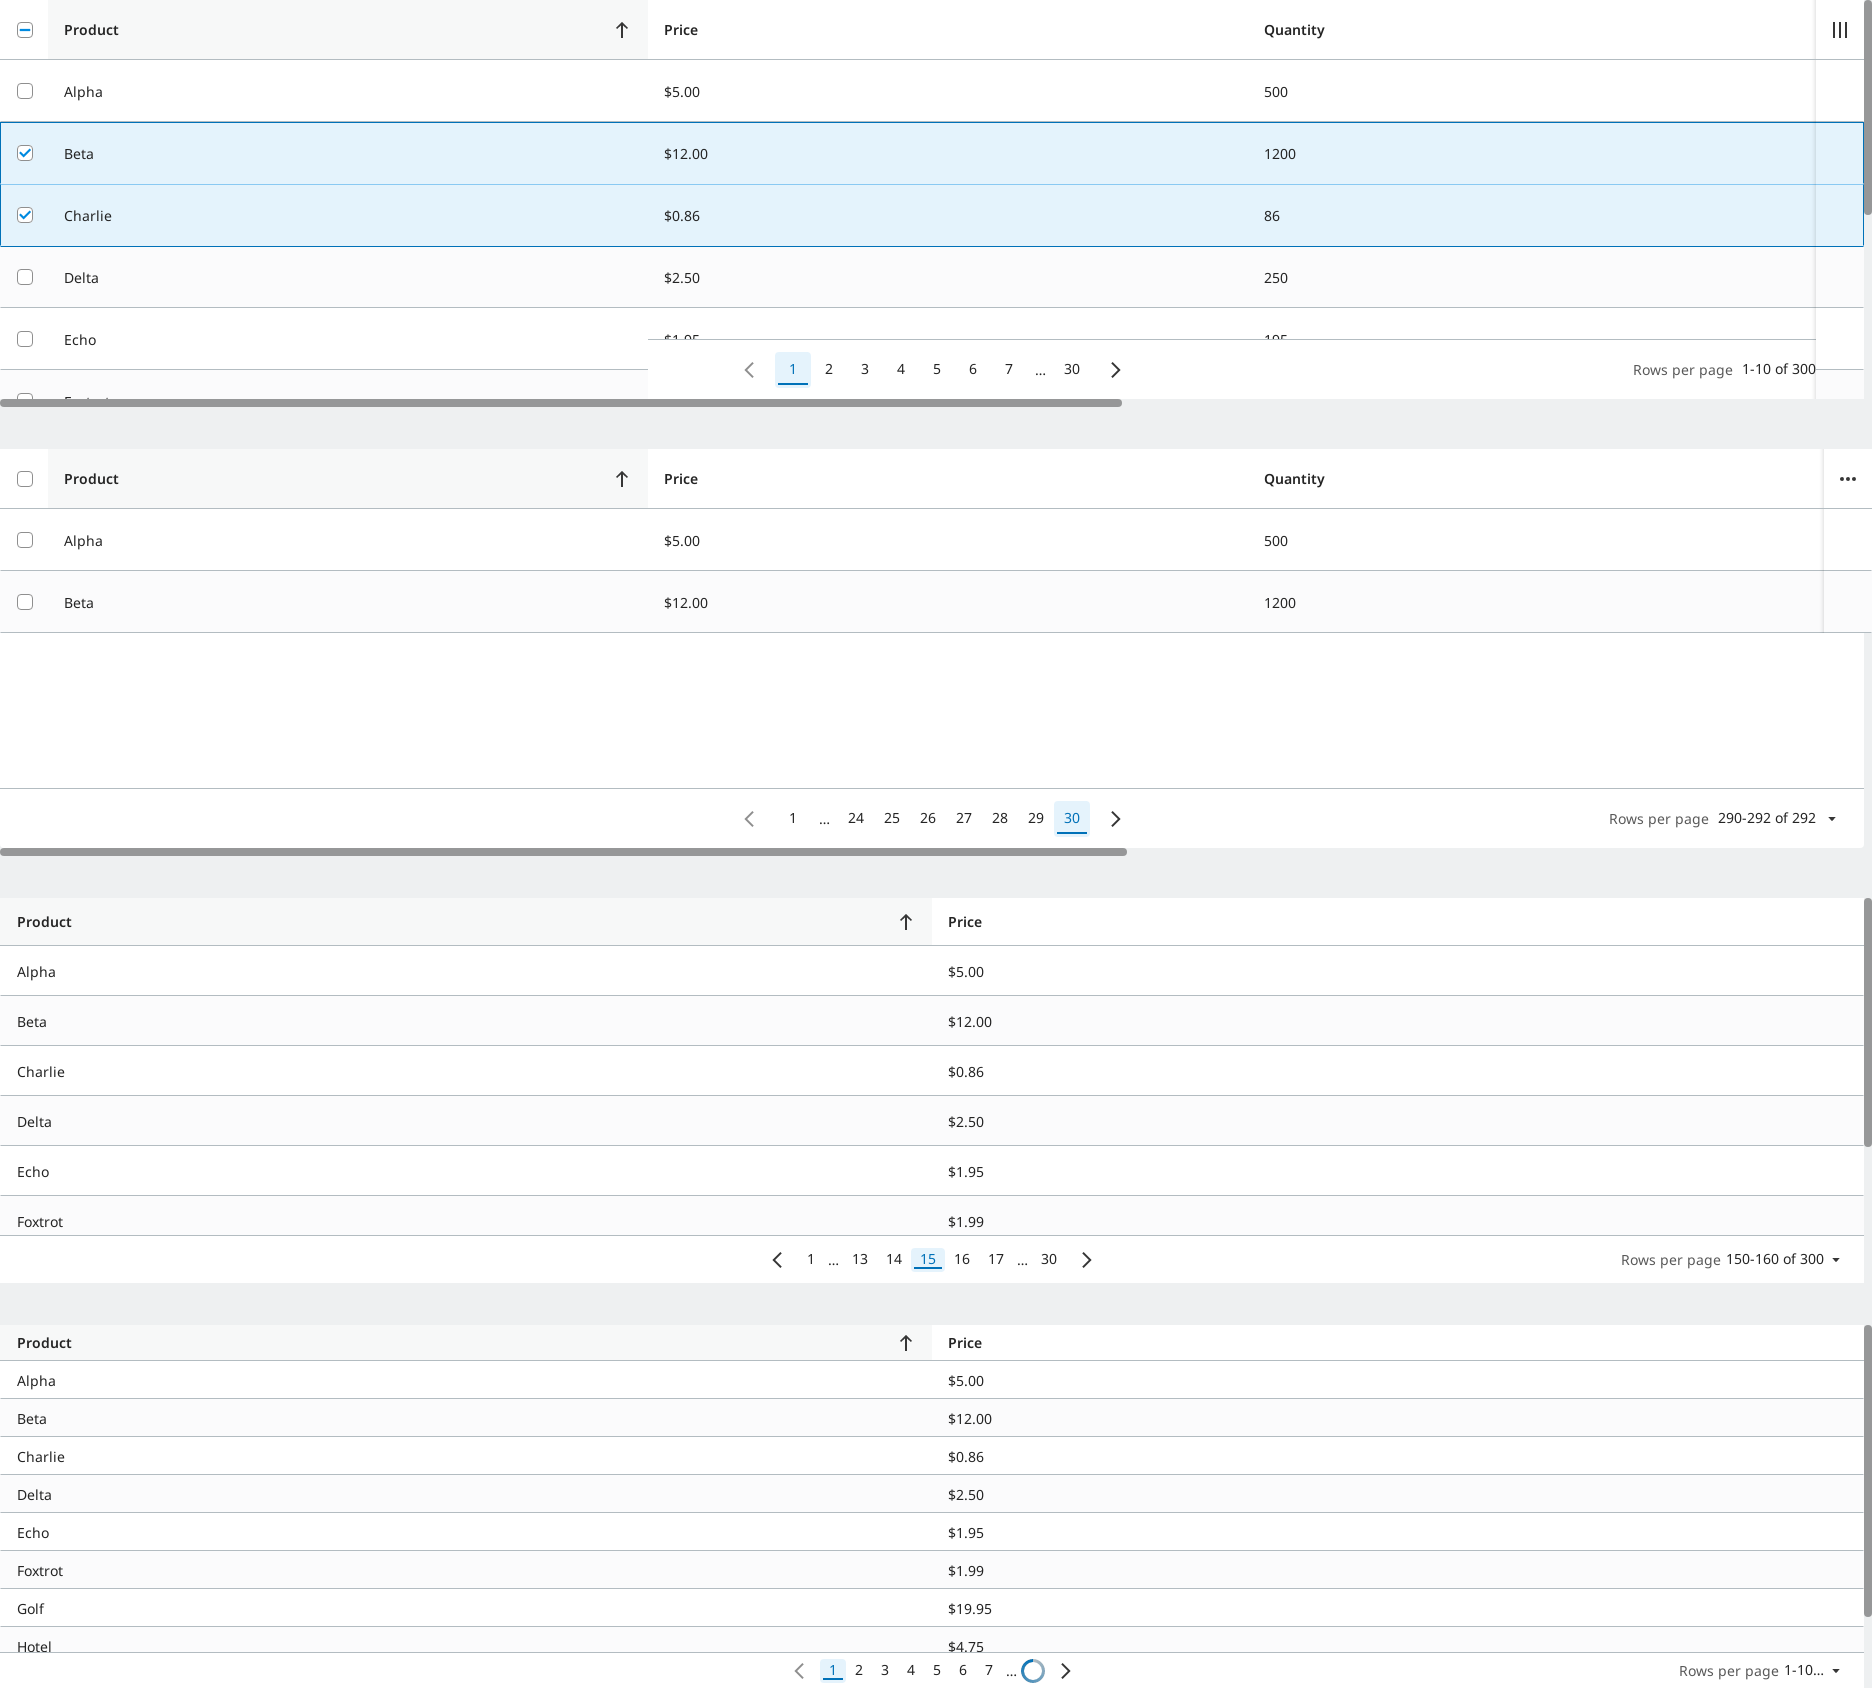 Product Price Quantity
Alpha $5.00 500
Beta $12.00 1200
Charlie $0.86 86
Delta $2.50 250
Echo $1.95 195
1 2 3 4 5 6 7 ... 30 Rows per page 1-10 of 300
Product Price Quantity
Alpha $5.00 500
Beta $12.00 1200
1 ... 24 25 26 27 28 29 30 Rows per page 290-292 of 292
Product Price
Alpha $5.00
Beta $12.00
Charlie $0.86
Delta $2.50
Echo $1.95
Foxtrot $1.99
1 ... 13 14 15 16 17 ... 30 Rows per page 150-160 of 300
Product Price
Alpha $5.00
Beta $12.00
Charlie $0.86
Delta $2.50
Echo $1.95
Foxtrot $1.99
Golf $19.95
Hotel $4.75
1 2 3 4 5 6 7 ... Rows per page 1-10...